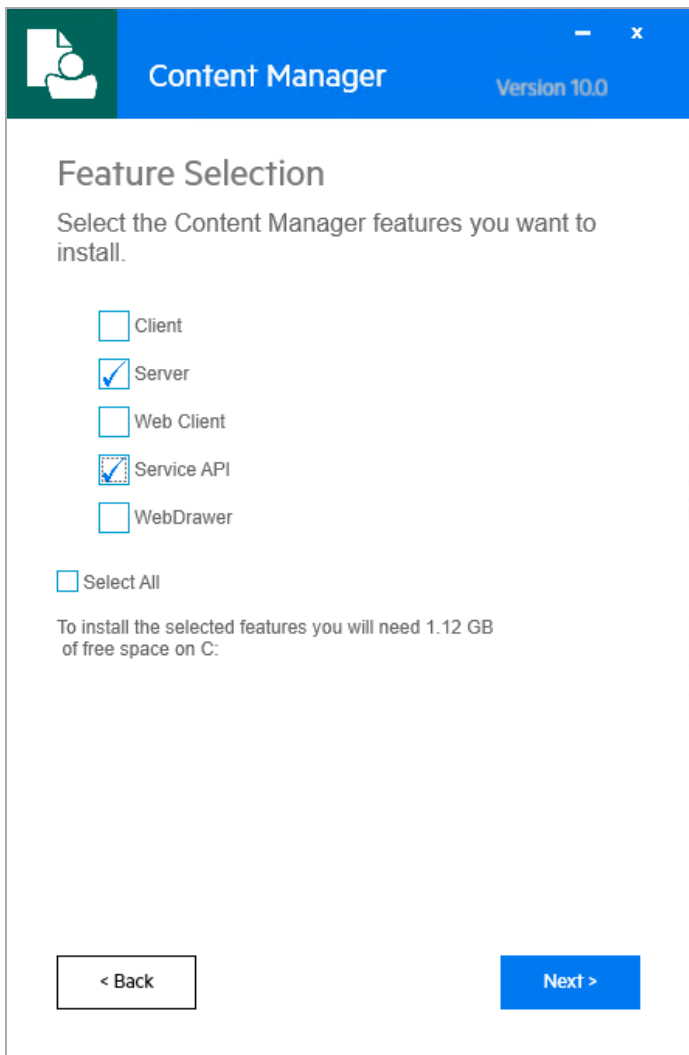 Content Manager
Version 10.0
Feature Selection
Select the Content Manager features you want to
install.
Client
Server
Web Client
Service API
WebDrawer
Select All
To install the selected features you will need 1.12 GB
of free space on C:
< Back
Next >